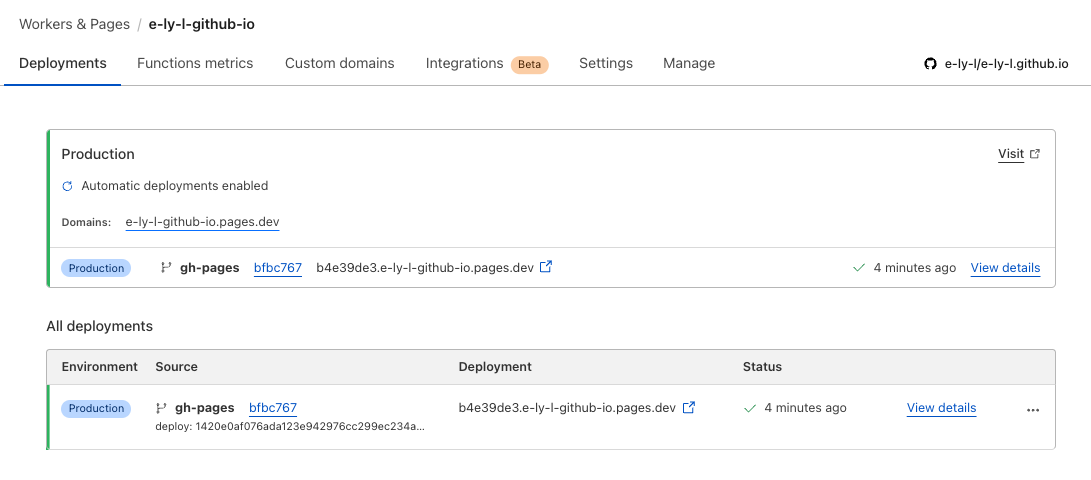 Workers & Pages / e-ly-l-github-io
Deployments Functions metrics Custom domains Integrations Beta Settings Manage e-ly-l/e-ly-l.github.io
Production Visit
Automatic deployments enabled
Domains: e-ly-l-github-io.pages.dev
Production gh-pages bfbc767 b4e39de3.e-ly-l-github-io.pages.dev 4 minutes ago View details
All deployments
Environment Source Deployment Status
Production gh-pages bfbc767 b4e39de3.e-ly-l-github-io.pages.dev 4 minutes ago View details ...
deploy: 1420e0af076ada123e942976cc299ec234a...